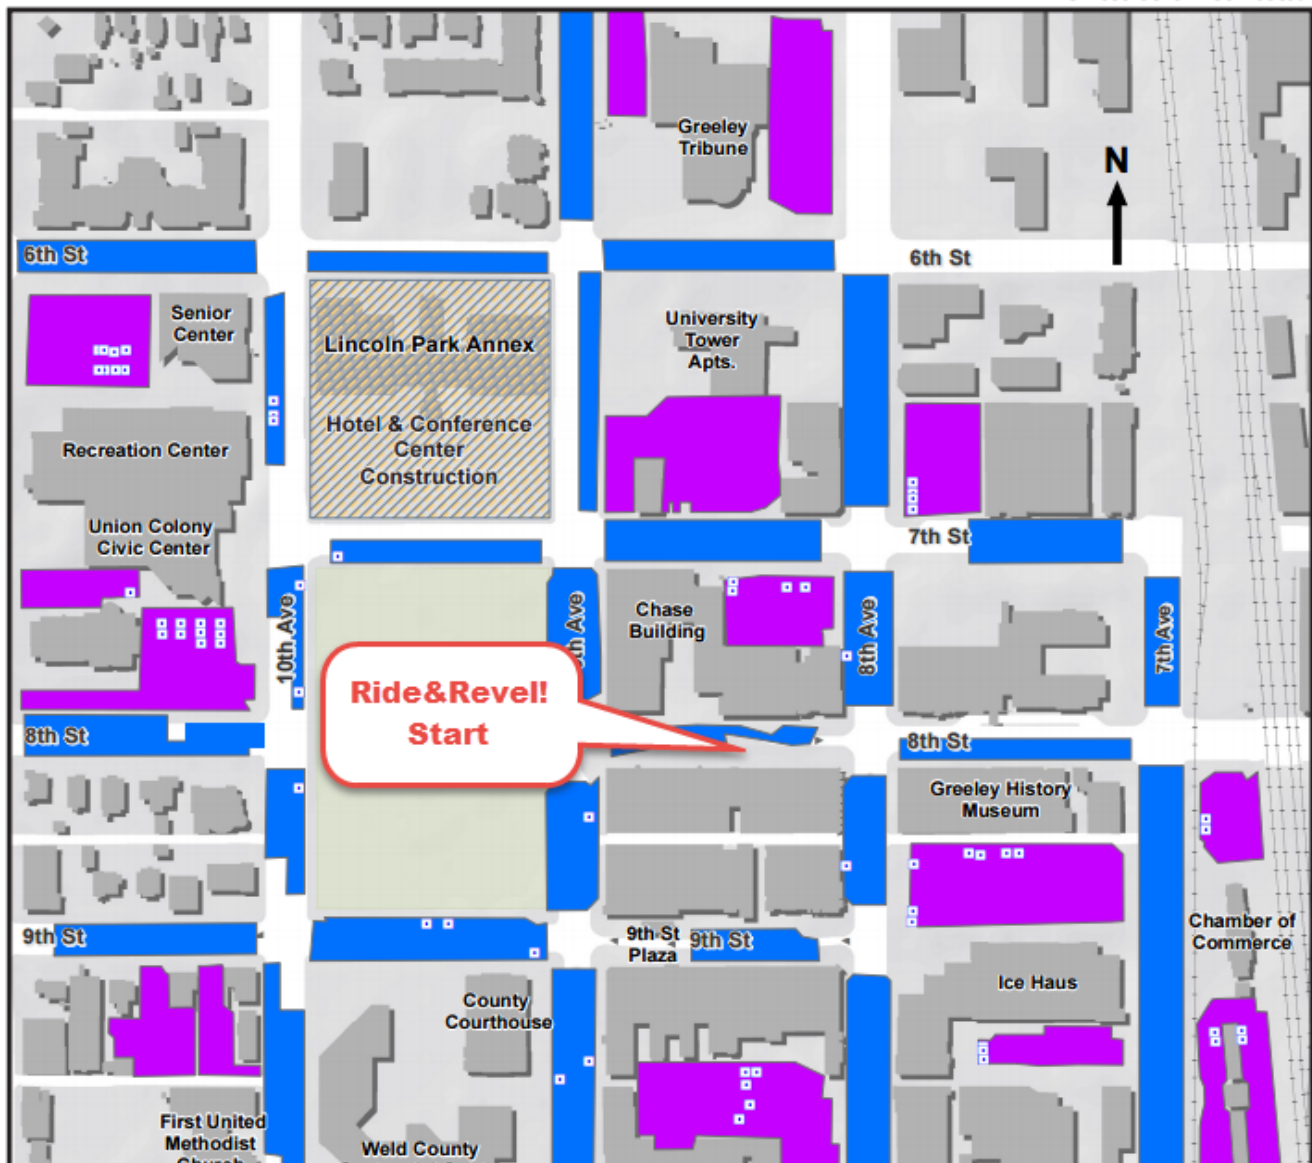 Greeley
Tribune
N
6th St
6th St
Senior
Center
Lincoln Park Annex
University
Tower
Apts.
Hotel & Conference
Center
Construction
Recreation Center
Union Colony
Civic Center
7th St
Chase
Building
10th Ave
8th Ave
7th Ave
Ride&Revel!
Start
8th St
8th St
Greeley History
Museum
9th St
9th St
Plaza
9th St
Chamber of
Commerce
Ice Haus
County
Courthouse
First United
Methodist
Church
Weld County